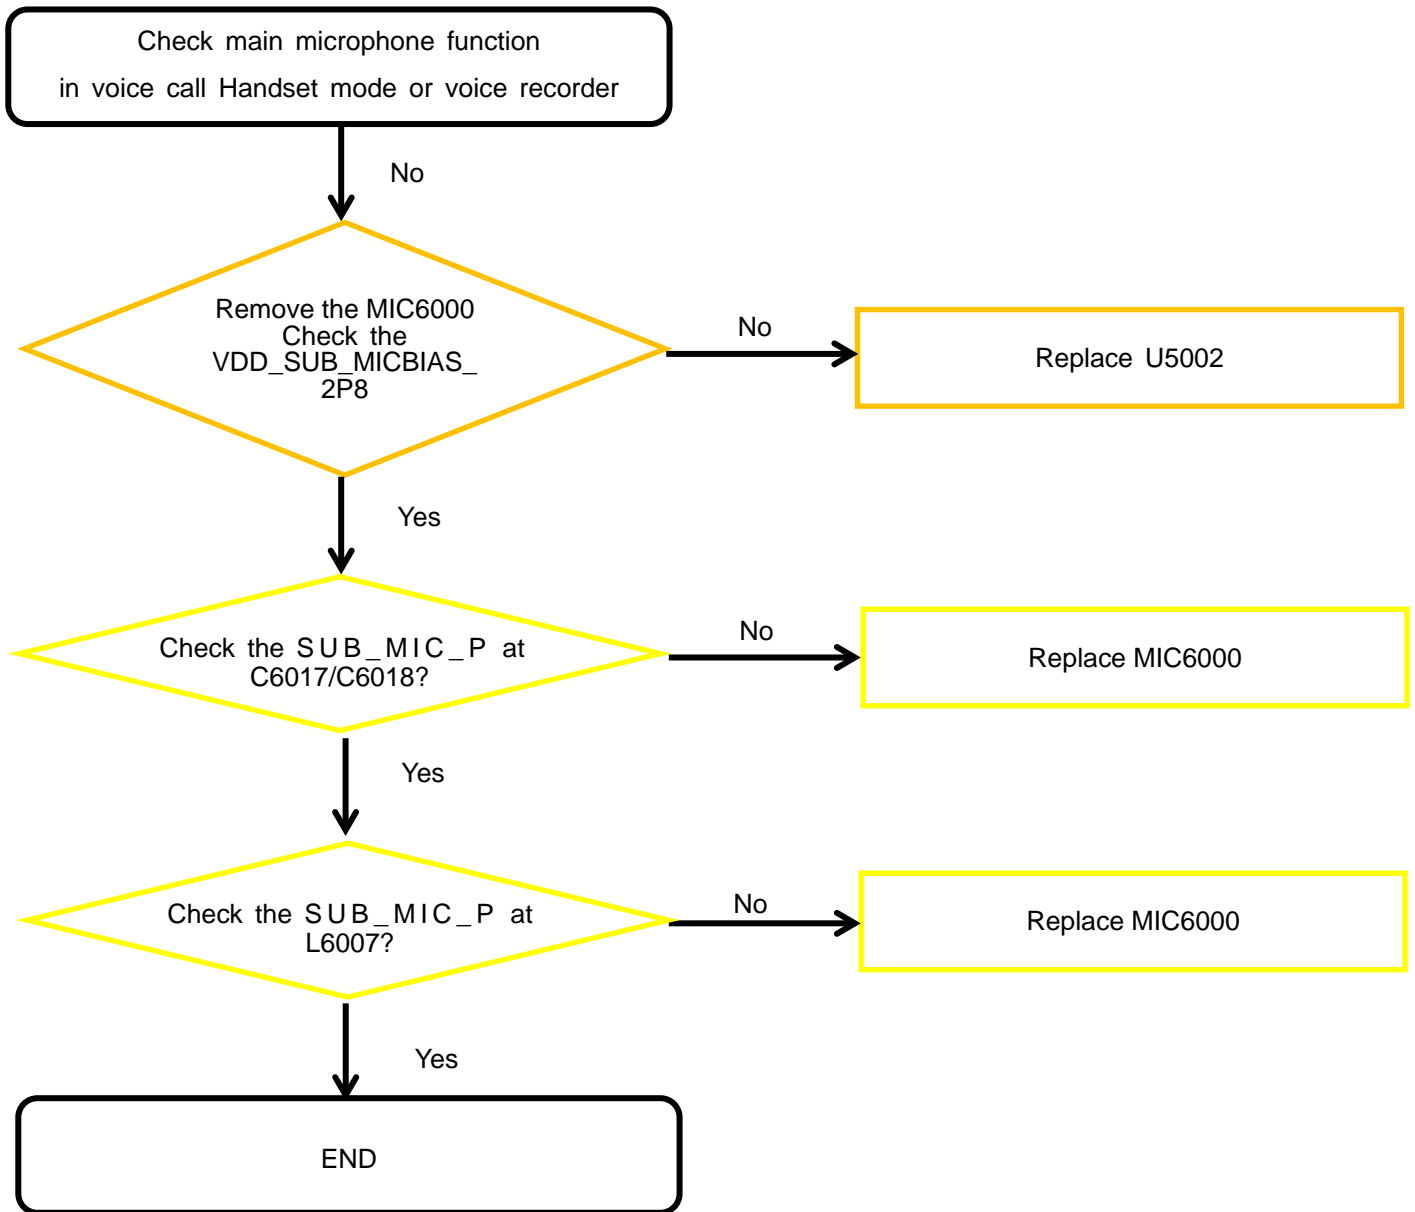 Check main microphone function
in voice call Handset mode or voice recorder
No
Remove the MIC6000
Check the
VDD_SUB_MICBIAS_
2P8
No
Replace U5002
Yes
Check the SUB_MIC_P at
C6017/C6018?
No
Replace MIC6000
Yes
Check the SUB_MIC_P at
L6007?
No
Replace MIC6000
Yes
END